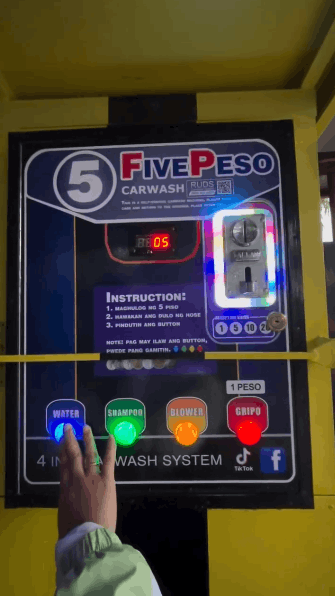 5
FIVEPESO
CARWASH
RUDS
05
INSTRUCTION:
1. MAGHULOG NG 5 PISO
2. HAWAKAN ANG DULO NG HOSE
3. PINDUTIN ANG BUTTON
NOTE: PAG MAY ILAW ANG BUTTON,
PUEDE PANG GAMITIN.
1 5 10 20
1 PESO
WATER
SHAMPOO
BLOWER
GRIPO
4 IN
WASH SYSTEM
TikTok
f